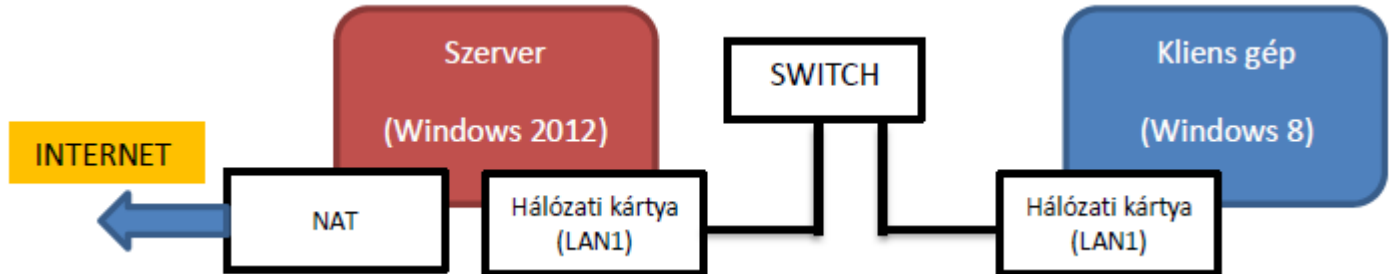 Szerver
(Windows 2012)
SWITCH
Kliens gép
(Windows 8)
INTERNET
NAT
Hálózati kártya
(LAN1)
Hálózati kártya
(LAN1)